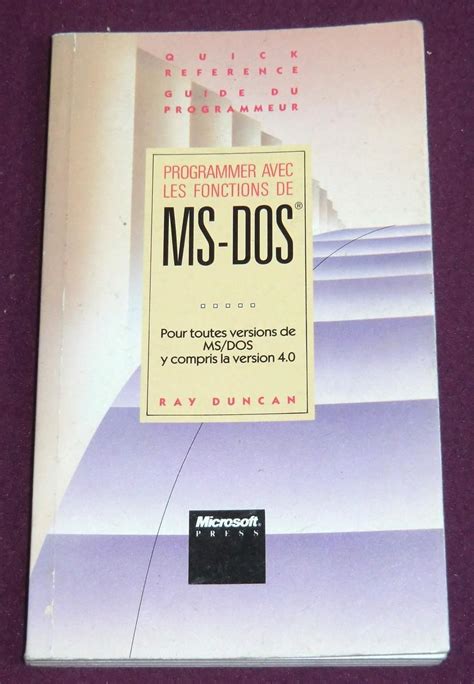 QUICK
REFERENCE
GUIDE DU
PROGRAMMEUR
PROGRAMMER AVEC
LES FONCTIONS DE
MS-DOS®
Pour toutes versions de
MS/DOS
y compris la version 4.0
RAY DUNCAN
Microsoft®
PRESS